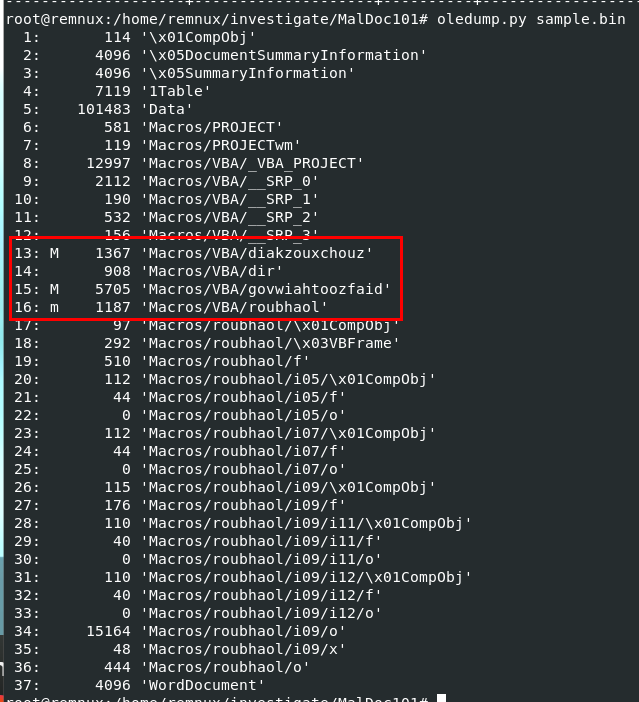 root@remnux:/home/remnux/investigate/MalDoc101# oledump.py sample.bin
1: 114 '\x01CompObj'
2: 4096 '\x05DocumentSummaryInformation'
3: 4096 '\x05SummaryInformation'
4: 7119 '1Table'
5: 101483 'Data'
6: 581 'Macros/PROJECT'
7: 119 'Macros/PROJECTwm'
8: 12997 'Macros/VBA/_VBA_PROJECT'
9: 2112 'Macros/VBA/__SRP_0'
10: 190 'Macros/VBA/__SRP_1'
11: 532 'Macros/VBA/__SRP_2'
12: 156 'Macros/VBA/__SRP_3'
13: M 1367 'Macros/VBA/diakzouxchouz'
14: 908 'Macros/VBA/dir'
15: M 5705 'Macros/VBA/govwiahtoozfaid'
16: m 1187 'Macros/VBA/roubhaol'
17: 97 'Macros/roubhaol/\x01CompObj'
18: 292 'Macros/roubhaol/\x03VBFrame'
19: 510 'Macros/roubhaol/f'
20: 112 'Macros/roubhaol/i05/\x01CompObj'
21: 44 'Macros/roubhaol/i05/f'
22: 0 'Macros/roubhaol/i05/o'
23: 112 'Macros/roubhaol/i07/\x01CompObj'
24: 44 'Macros/roubhaol/i07/f'
25: 0 'Macros/roubhaol/i07/o'
26: 115 'Macros/roubhaol/i09/\x01CompObj'
27: 176 'Macros/roubhaol/i09/f'
28: 110 'Macros/roubhaol/i09/i11/\x01CompObj'
29: 40 'Macros/roubhaol/i09/i11/f'
30: 0 'Macros/roubhaol/i09/i11/o'
31: 110 'Macros/roubhaol/i09/i12/\x01CompObj'
32: 40 'Macros/roubhaol/i09/i12/f'
33: 0 'Macros/roubhaol/i09/i12/o'
34: 15164 'Macros/roubhaol/i09/o'
35: 48 'Macros/roubhaol/i09/x'
36: 444 'Macros/roubhaol/o'
37: 4096 'WordDocument'
root@remnux:/home/remnux/investigate/MalDoc101#